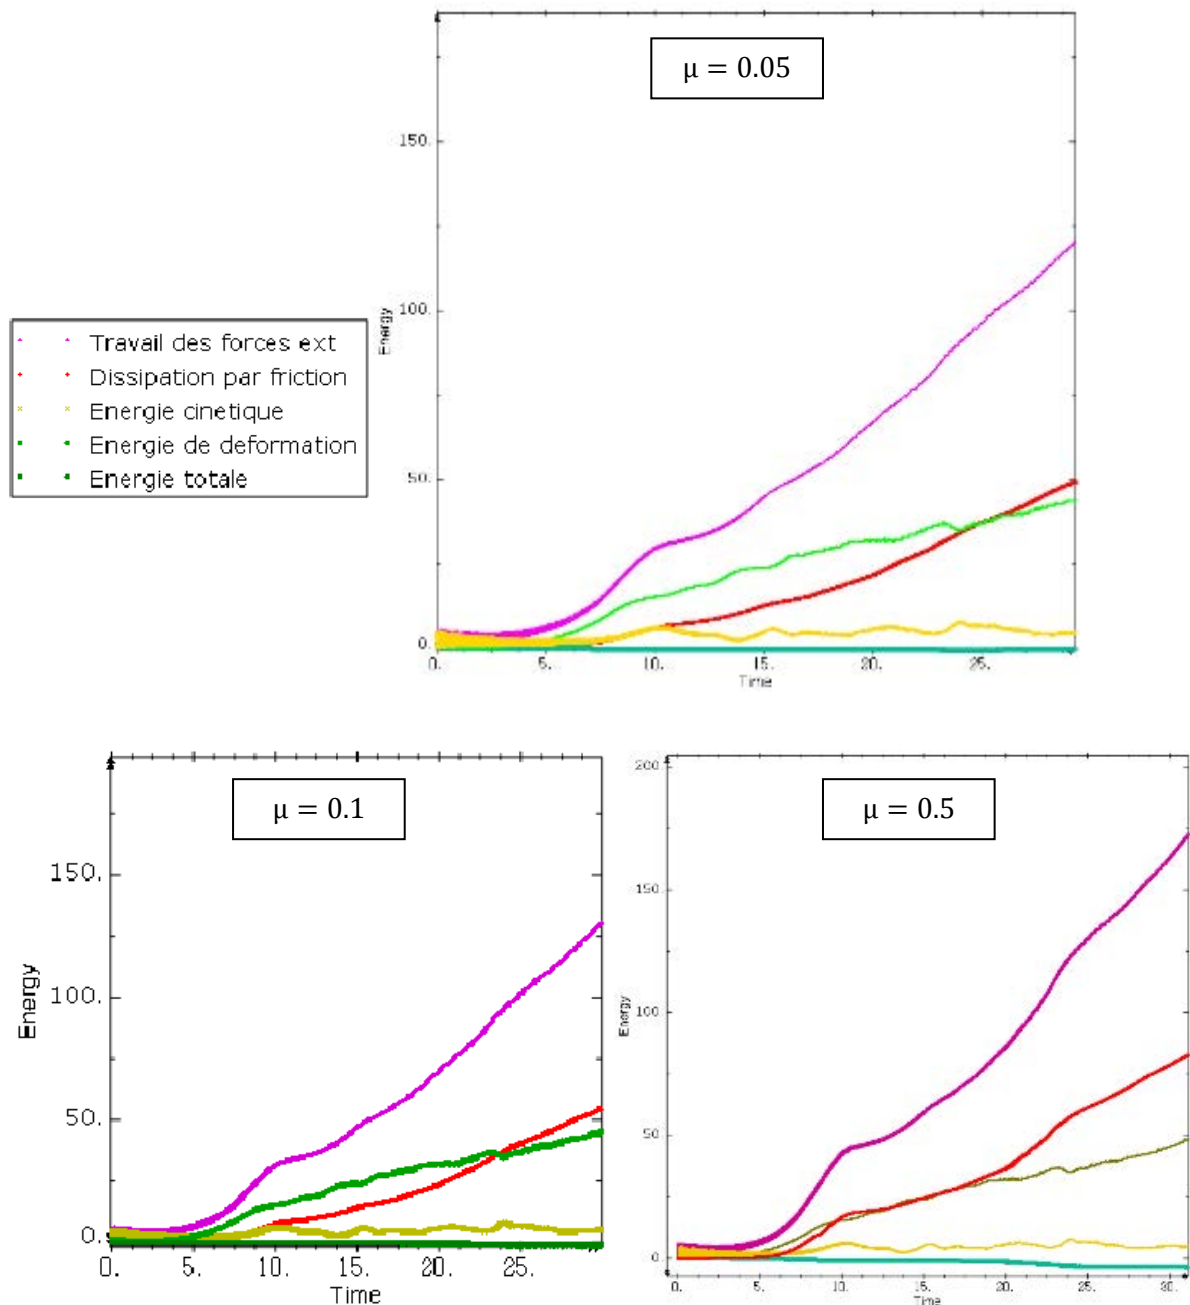 μ = 0.05
150.
100.
50.
0.
Energy
0. 5. 10. 15. 20. 25.
Time
Travail des forces ext
Dissipation par friction
Energie cinetique
Energie de deformation
Energie totale
μ = 0.1
150.
100.
50.
0.
Energy
0. 5. 10. 15. 20. 25.
Time
μ = 0.5
200.
150.
100.
50.
0.
Energy
0. 5. 10. 15. 20. 25. 30.
Time